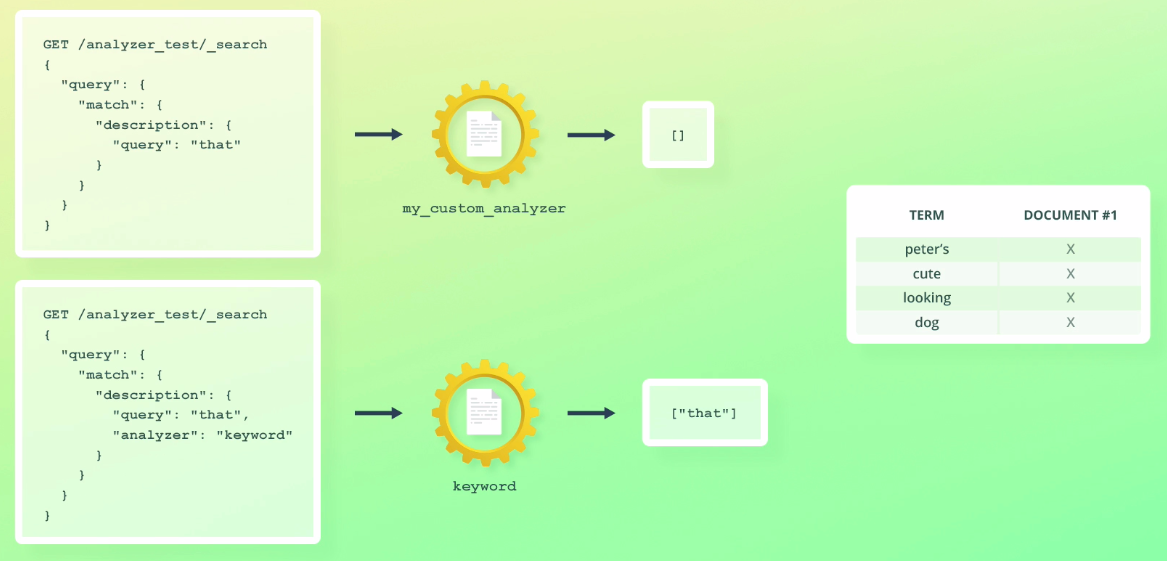 GET /analyzer_test/_search
{
  "query": {
    "match": {
      "description": {
        "query": "that"
      }
    }
  }
}
my_custom_analyzer
[]
GET /analyzer_test/_search
{
  "query": {
    "match": {
      "description": {
        "query": "that",
        "analyzer": "keyword"
      }
    }
  }
}
keyword
["that"]
TERM DOCUMENT #1
peter’s X
cute X
looking X
dog X